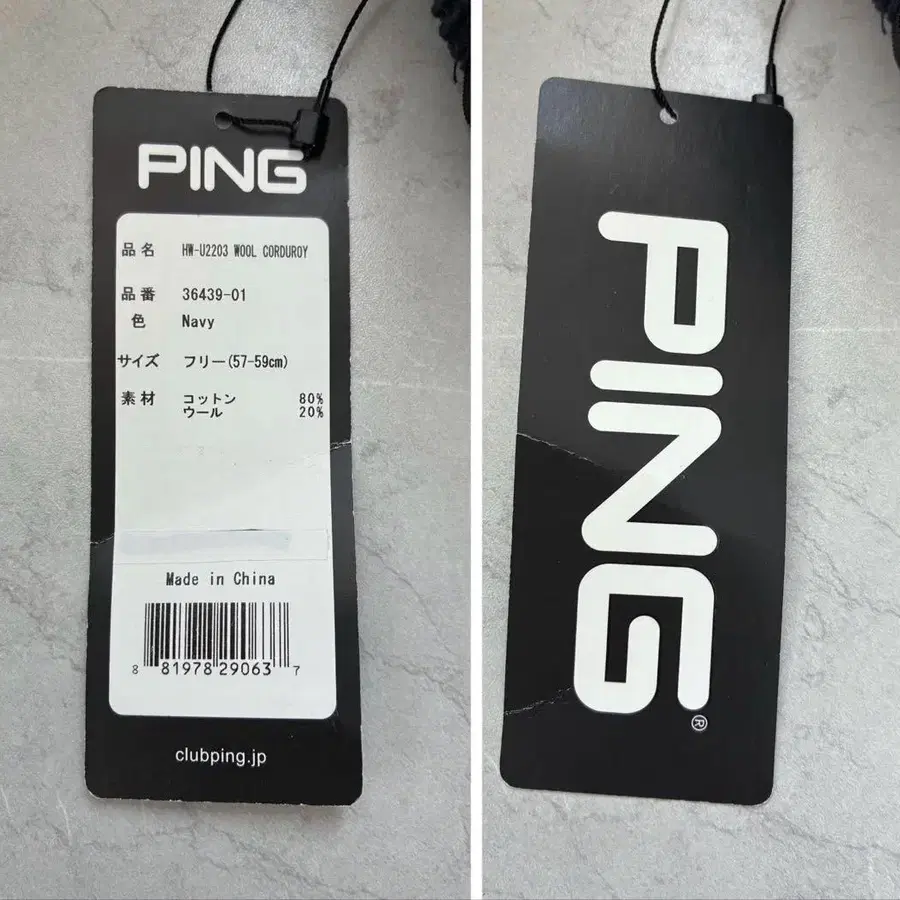 PING
品名 HW-U2203 WOOL CORDUROY
品番 36439-01
色 Navy
サイズ フリー(57-59cm)
素材 コットン 80%
ウール 20%
Made in China
8 81978 29063 7
clubping.jp
PING®